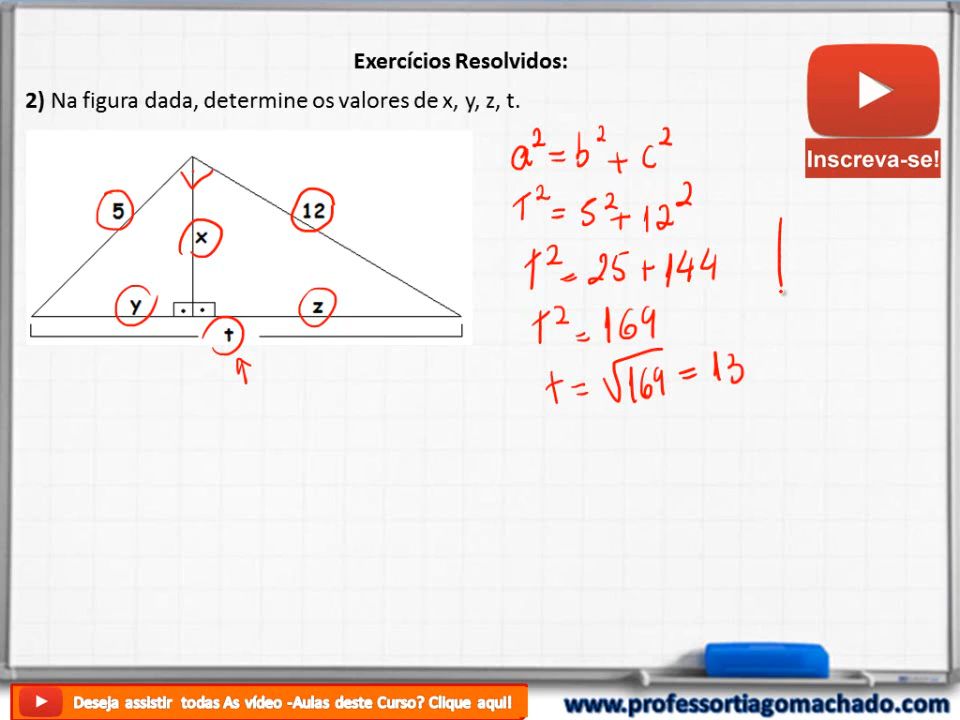 Exercícios Resolvidos:
2) Na figura dada, determine os valores de x, y, z, t.
Inscreva-se!
5
12
x
y
z
t
a² = b² + c²
T² = 5² + 12²
T² = 25 + 144
T² = 169
t = √169 = 13
Deseja assistir todas As vídeo -Aulas deste Curso? Clique aqui!
www.professortiagomachado.com